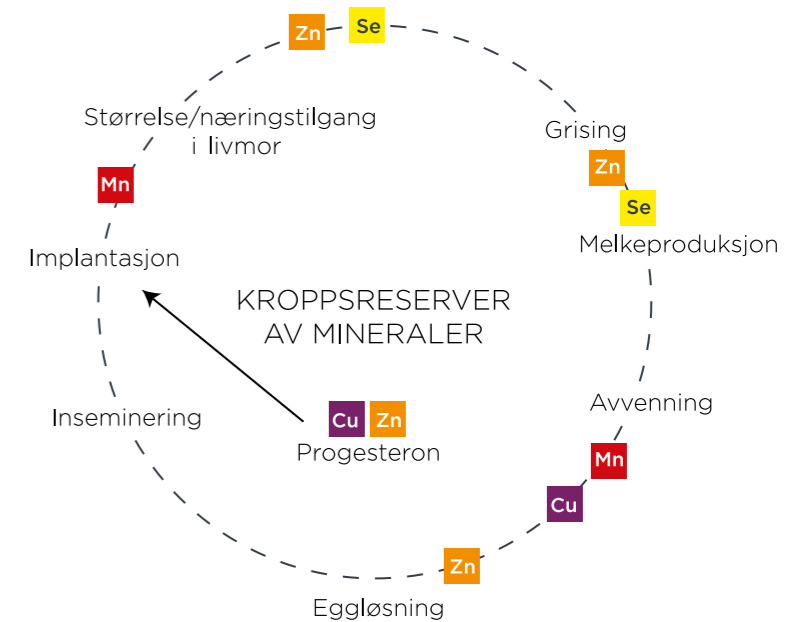 Zn
Se
Størrelse/næringstilgang
i livmor
Grising
Zn
Mn
Se
Melkeproduksjon
Implantasjon
KROPPSRESERVER
AV MINERALER
Avvenning
Inseminering
Cu
Zn
Progesteron
Mn
Cu
Zn
Eggløsning